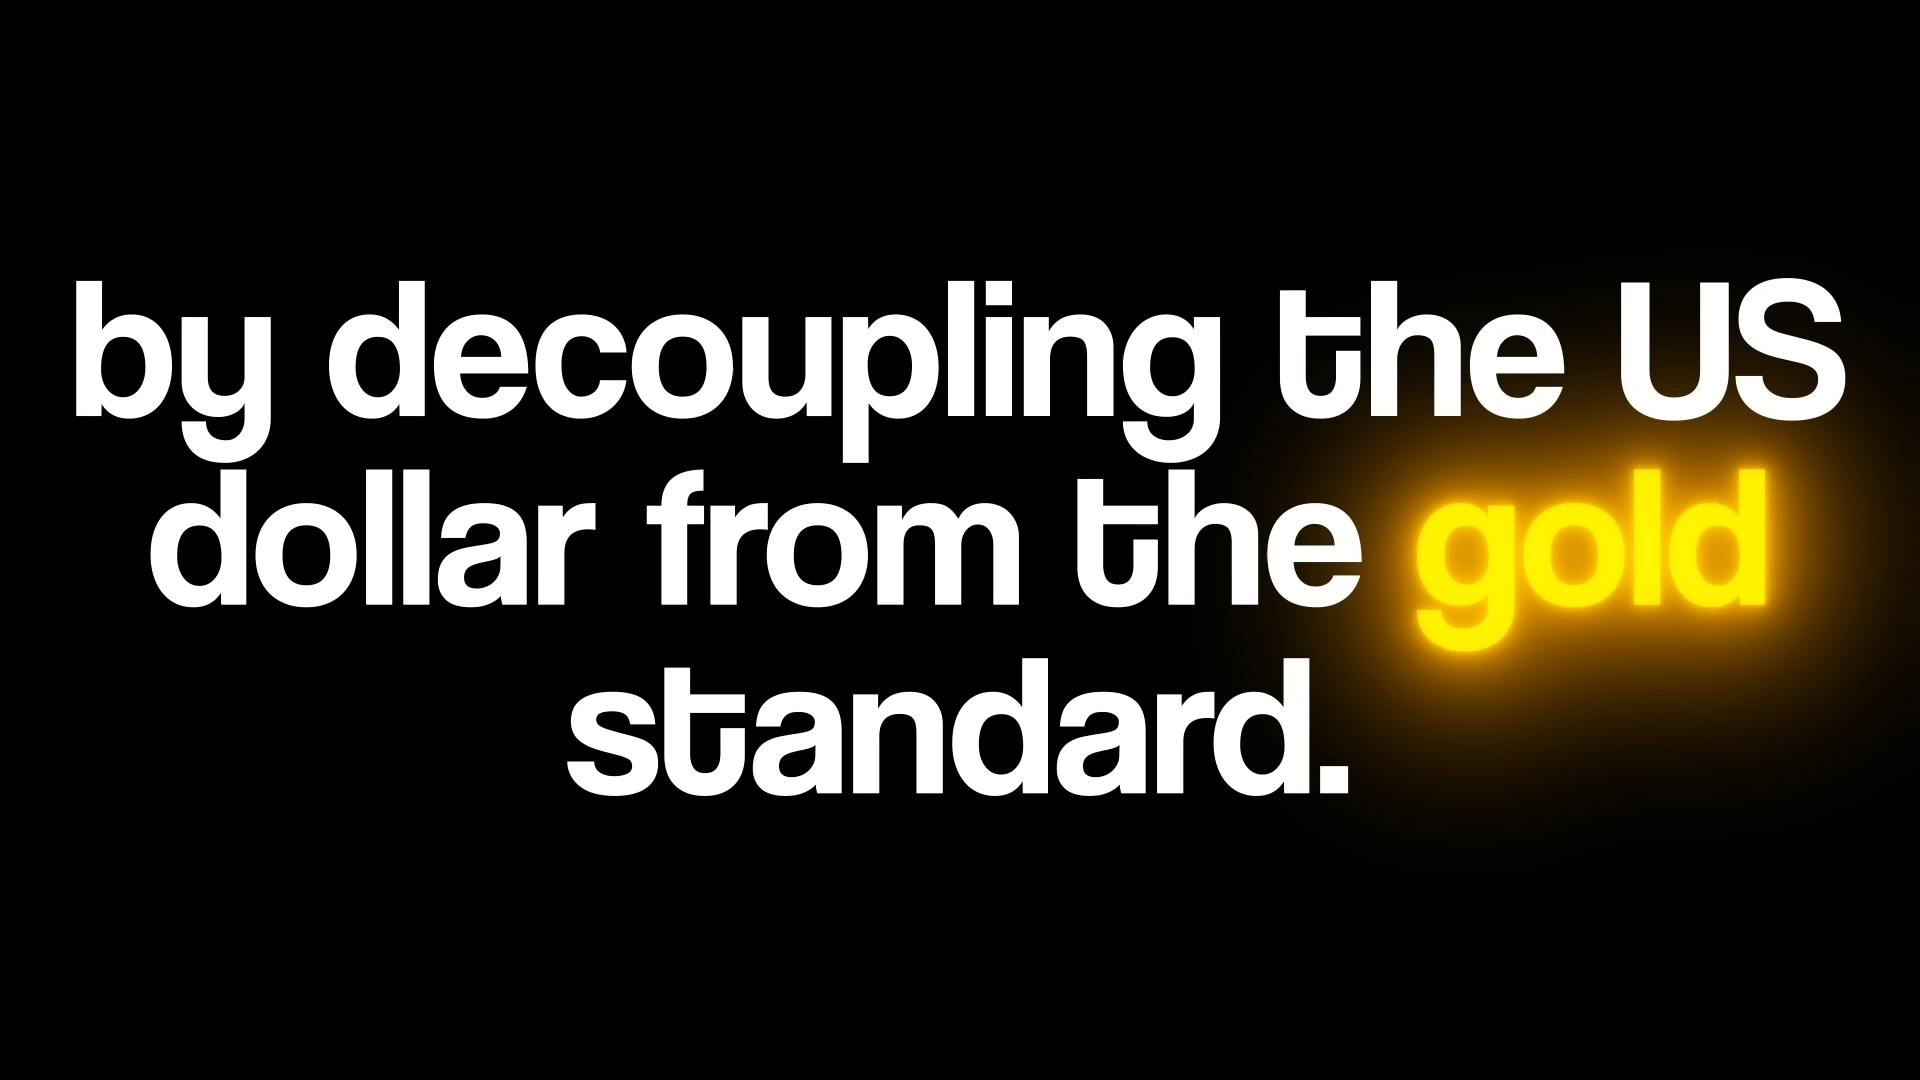 by decoupling the US
dollar from the gold
standard.